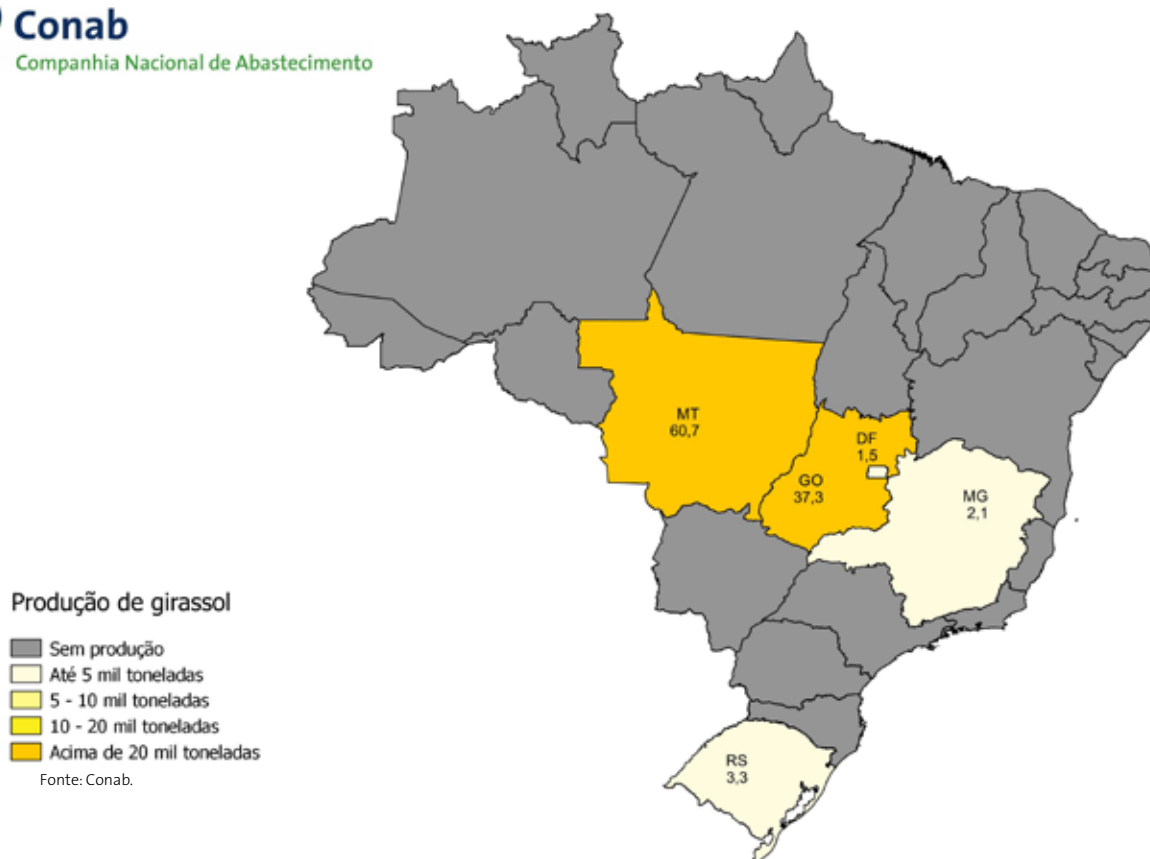 Conab
Companhia Nacional de Abastecimento
MT
60,7
DF
1,5
GO
37,3
MG
2,1
RS
3,3
Produção de girassol
Sem produção
Até 5 mil toneladas
5 - 10 mil toneladas
10 - 20 mil toneladas
Acima de 20 mil toneladas
Fonte: Conab.